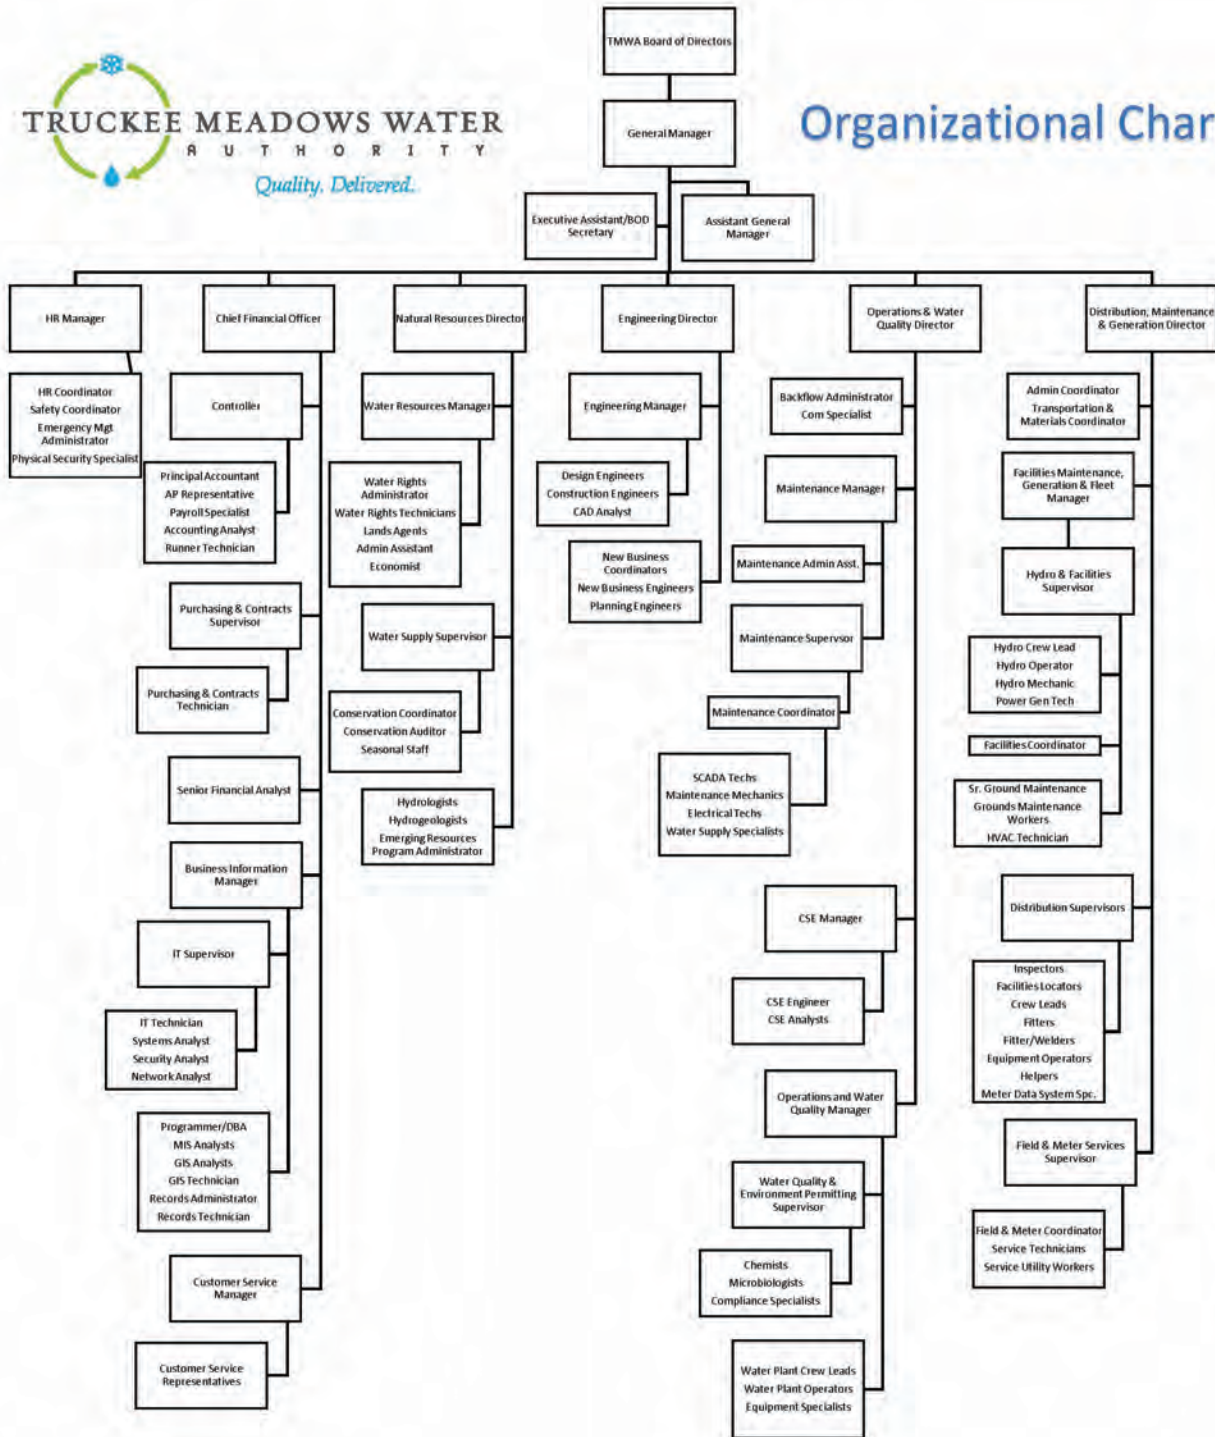 TMWA Board of Directors
TRUCKEE MEADOWS WATER
AUTHORITY
Quality. Delivered.
Organizational Char
General Manager
Executive Assistant/BOD
Secretary
Assistant General
Manager
HR Manager
Chief Financial Officer
Natural Resources Director
Engineering Director
Operations & Water
Quality Director
Distribution, Maintenance
& Generation Director
HR Coordinator
Safety Coordinator
Emergency Mgt
Administrator
Physical Security Specialist
Controller
Principal Accountant
AP Representative
Payroll Specialist
Accounting Analyst
Runner Technician
Purchasing & Contracts
Supervisor
Purchasing & Contracts
Technician
Senior Financial Analyst
Business Information
Manager
IT Supervisor
IT Technician
Systems Analyst
Security Analyst
Network Analyst
Programmer/DBA
MIS Analysts
GIS Analysts
GIS Technician
Records Administrator
Records Technician
Customer Service
Manager
Customer Service
Representatives
Water Resources Manager
Water Rights
Administrator
Water Rights Technicians
Lands Agents
Admin Assistant
Economist
Water Supply Supervisor
Conservation Coordinator
Conservation Auditor
Seasonal Staff
Hydrologists
Hydrogeologists
Emerging Resources
Program Administrator
Engineering Manager
Design Engineers
Construction Engineers
CAD Analyst
New Business
Coordinators
New Business Engineers
Planning Engineers
Backflow Administrator
Com Specialist
Maintenance Manager
Maintenance Admin Asst.
Maintenance Supervsor
Maintenance Coordinator
SCADA Techs
Maintenance Mechanics
Electrical Techs
Water Supply Specialists
CSE Manager
CSE Engineer
CSE Analysts
Operations and Water
Quality Manager
Water Quality &
Environment Permitting
Supervisor
Chemists
Microbiologists
Compliance Specialists
Water Plant Crew Leads
Water Plant Operators
Equipment Specialists
Admin Coordinator
Transportation &
Materials Coordinator
Facilities Maintenance,
Generation & Fleet
Manager
Hydro & Facilities
Supervisor
Hydro Crew Lead
Hydro Operator
Hydro Mechanic
Power Gen Tech
Facilities Coordinator
Sr. Ground Maintenance
Grounds Maintenance
Workers
HVAC Technician
Distribution Supervisors
Inspectors
Facilities Locators
Crew Leads
Fitters
Fitter/Welders
Equipment Operators
Helpers
Meter Data System Spc.
Field & Meter Services
Supervisor
Field & Meter Coordinator
Service Technicians
Service Utility Workers